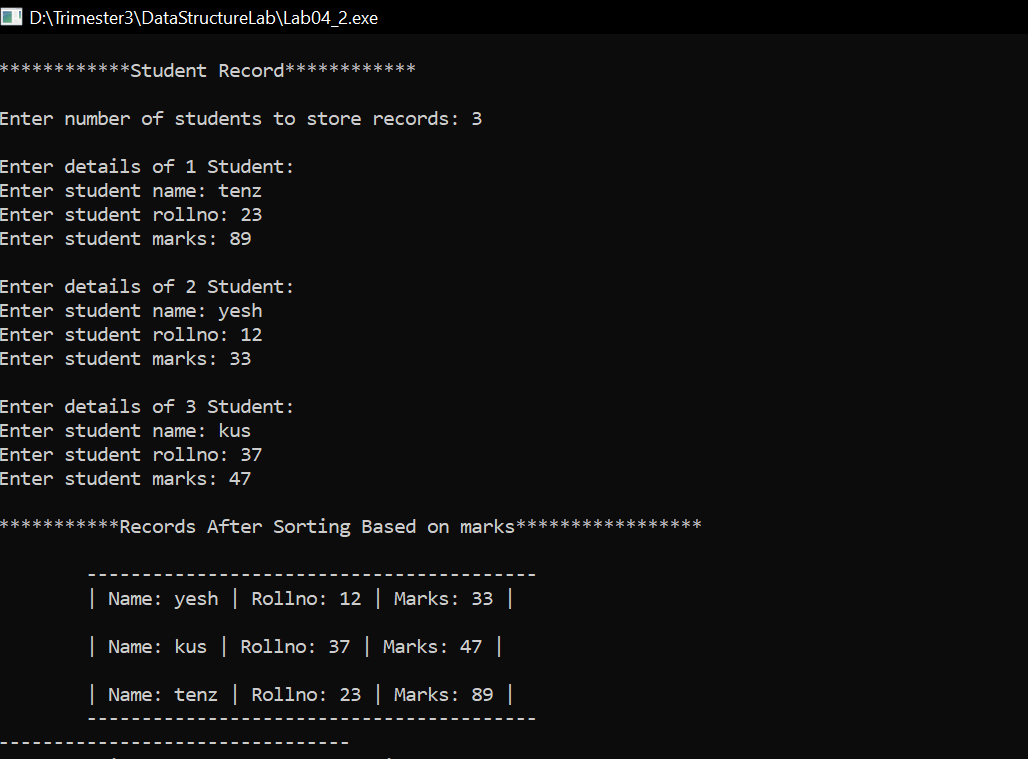 D:\Trimester3\DataStructureLab\Lab04_2.exe
************Student Record************
Enter number of students to store records: 3
Enter details of 1 Student:
Enter student name: tenz
Enter student rollno: 23
Enter student marks: 89
Enter details of 2 Student:
Enter student name: yesh
Enter student rollno: 12
Enter student marks: 33
Enter details of 3 Student:
Enter student name: kus
Enter student rollno: 37
Enter student marks: 47
***********Records After Sorting Based on marks*****************
-----------------------------------------
| Name: yesh | Rollno: 12 | Marks: 33 |
| Name: kus | Rollno: 37 | Marks: 47 |
| Name: tenz | Rollno: 23 | Marks: 89 |
-----------------------------------------
--------------------------------